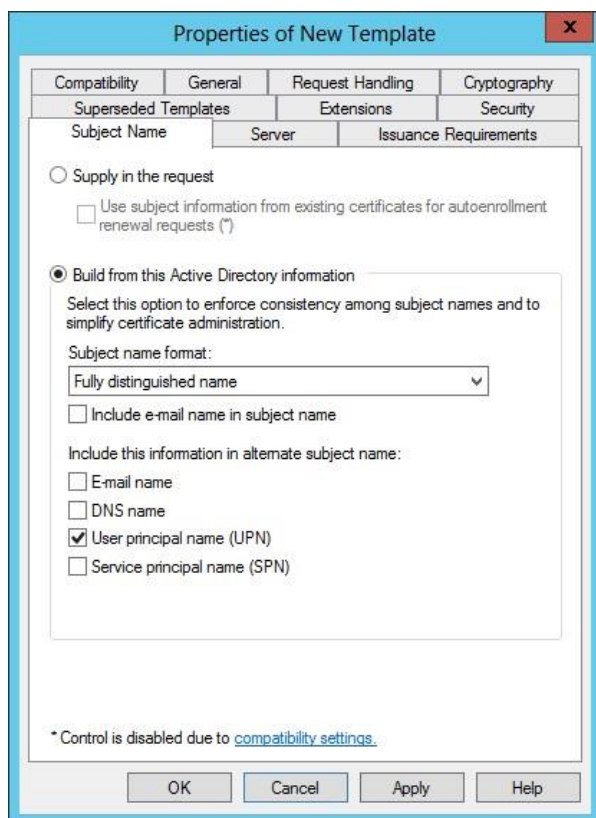 Properties of New Template
x
Compatibility General Request Handling Cryptography
Superseded Templates Extensions Security
Subject Name Server Issuance Requirements
Supply in the request
Use subject information from existing certificates for autoenrollment
renewal requests (*)
Build from this Active Directory information
Select this option to enforce consistency among subject names and to
simplify certificate administration.
Subject name format:
Fully distinguished name
Include e-mail name in subject name
Include this information in alternate subject name:
E-mail name
DNS name
User principal name (UPN)
Service principal name (SPN)
* Control is disabled due to compatibility settings.
OK Cancel Apply Help